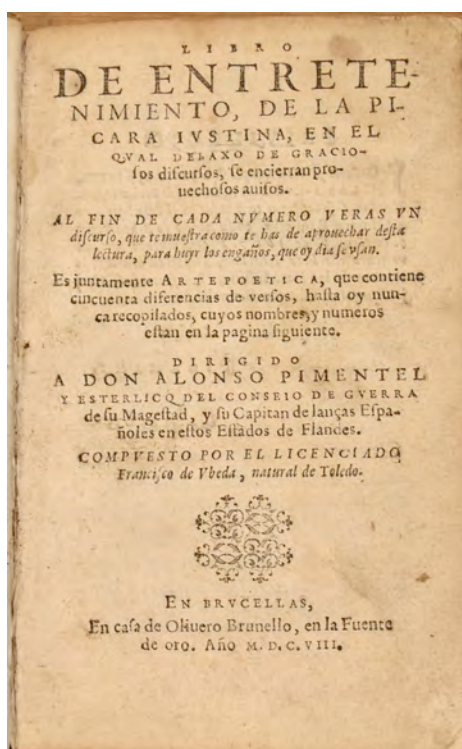 LIBRO
DE ENTRETE-
NIMIENTO, DE LA PI-
CARA IVSTINA, EN EL
QVAL DEBAXO DE GRACIO-
ſos diſcurſos, ſe encierran pro-
uechoſos auiſos.
AL FIN DE CADA NVMERO VERAS VN
diſcurſo, que te mueſtra como te has de aprouechar deſta
lectura, para huyr los engaños, que oy dia ſe vſan.
Es juntamente ARTE POETICA, que contiene
cincuenta diferencias de verſos, haſta oy nun-
ca recopilados, cuyos nombres, y numeros
eſtan en la pagina ſiguiente.
DIRIGIDO
A DON ALONSO PIMENTEL
Y ESTERLICQ DEL CONSEIO DE GVERRA
de ſu Mageſtad, y ſu Capitan de lanças Eſpa-
ñoles en eſtos Eſtados de Flandes.
COMPVESTO POR EL LICENCIADO
Franciſco de Vbeda, natural de Toledo.
EN BRVCELLAS,
En caſa de Oliuero Brunello, en la Fuente
de oro. Año M. D. C. VIII.